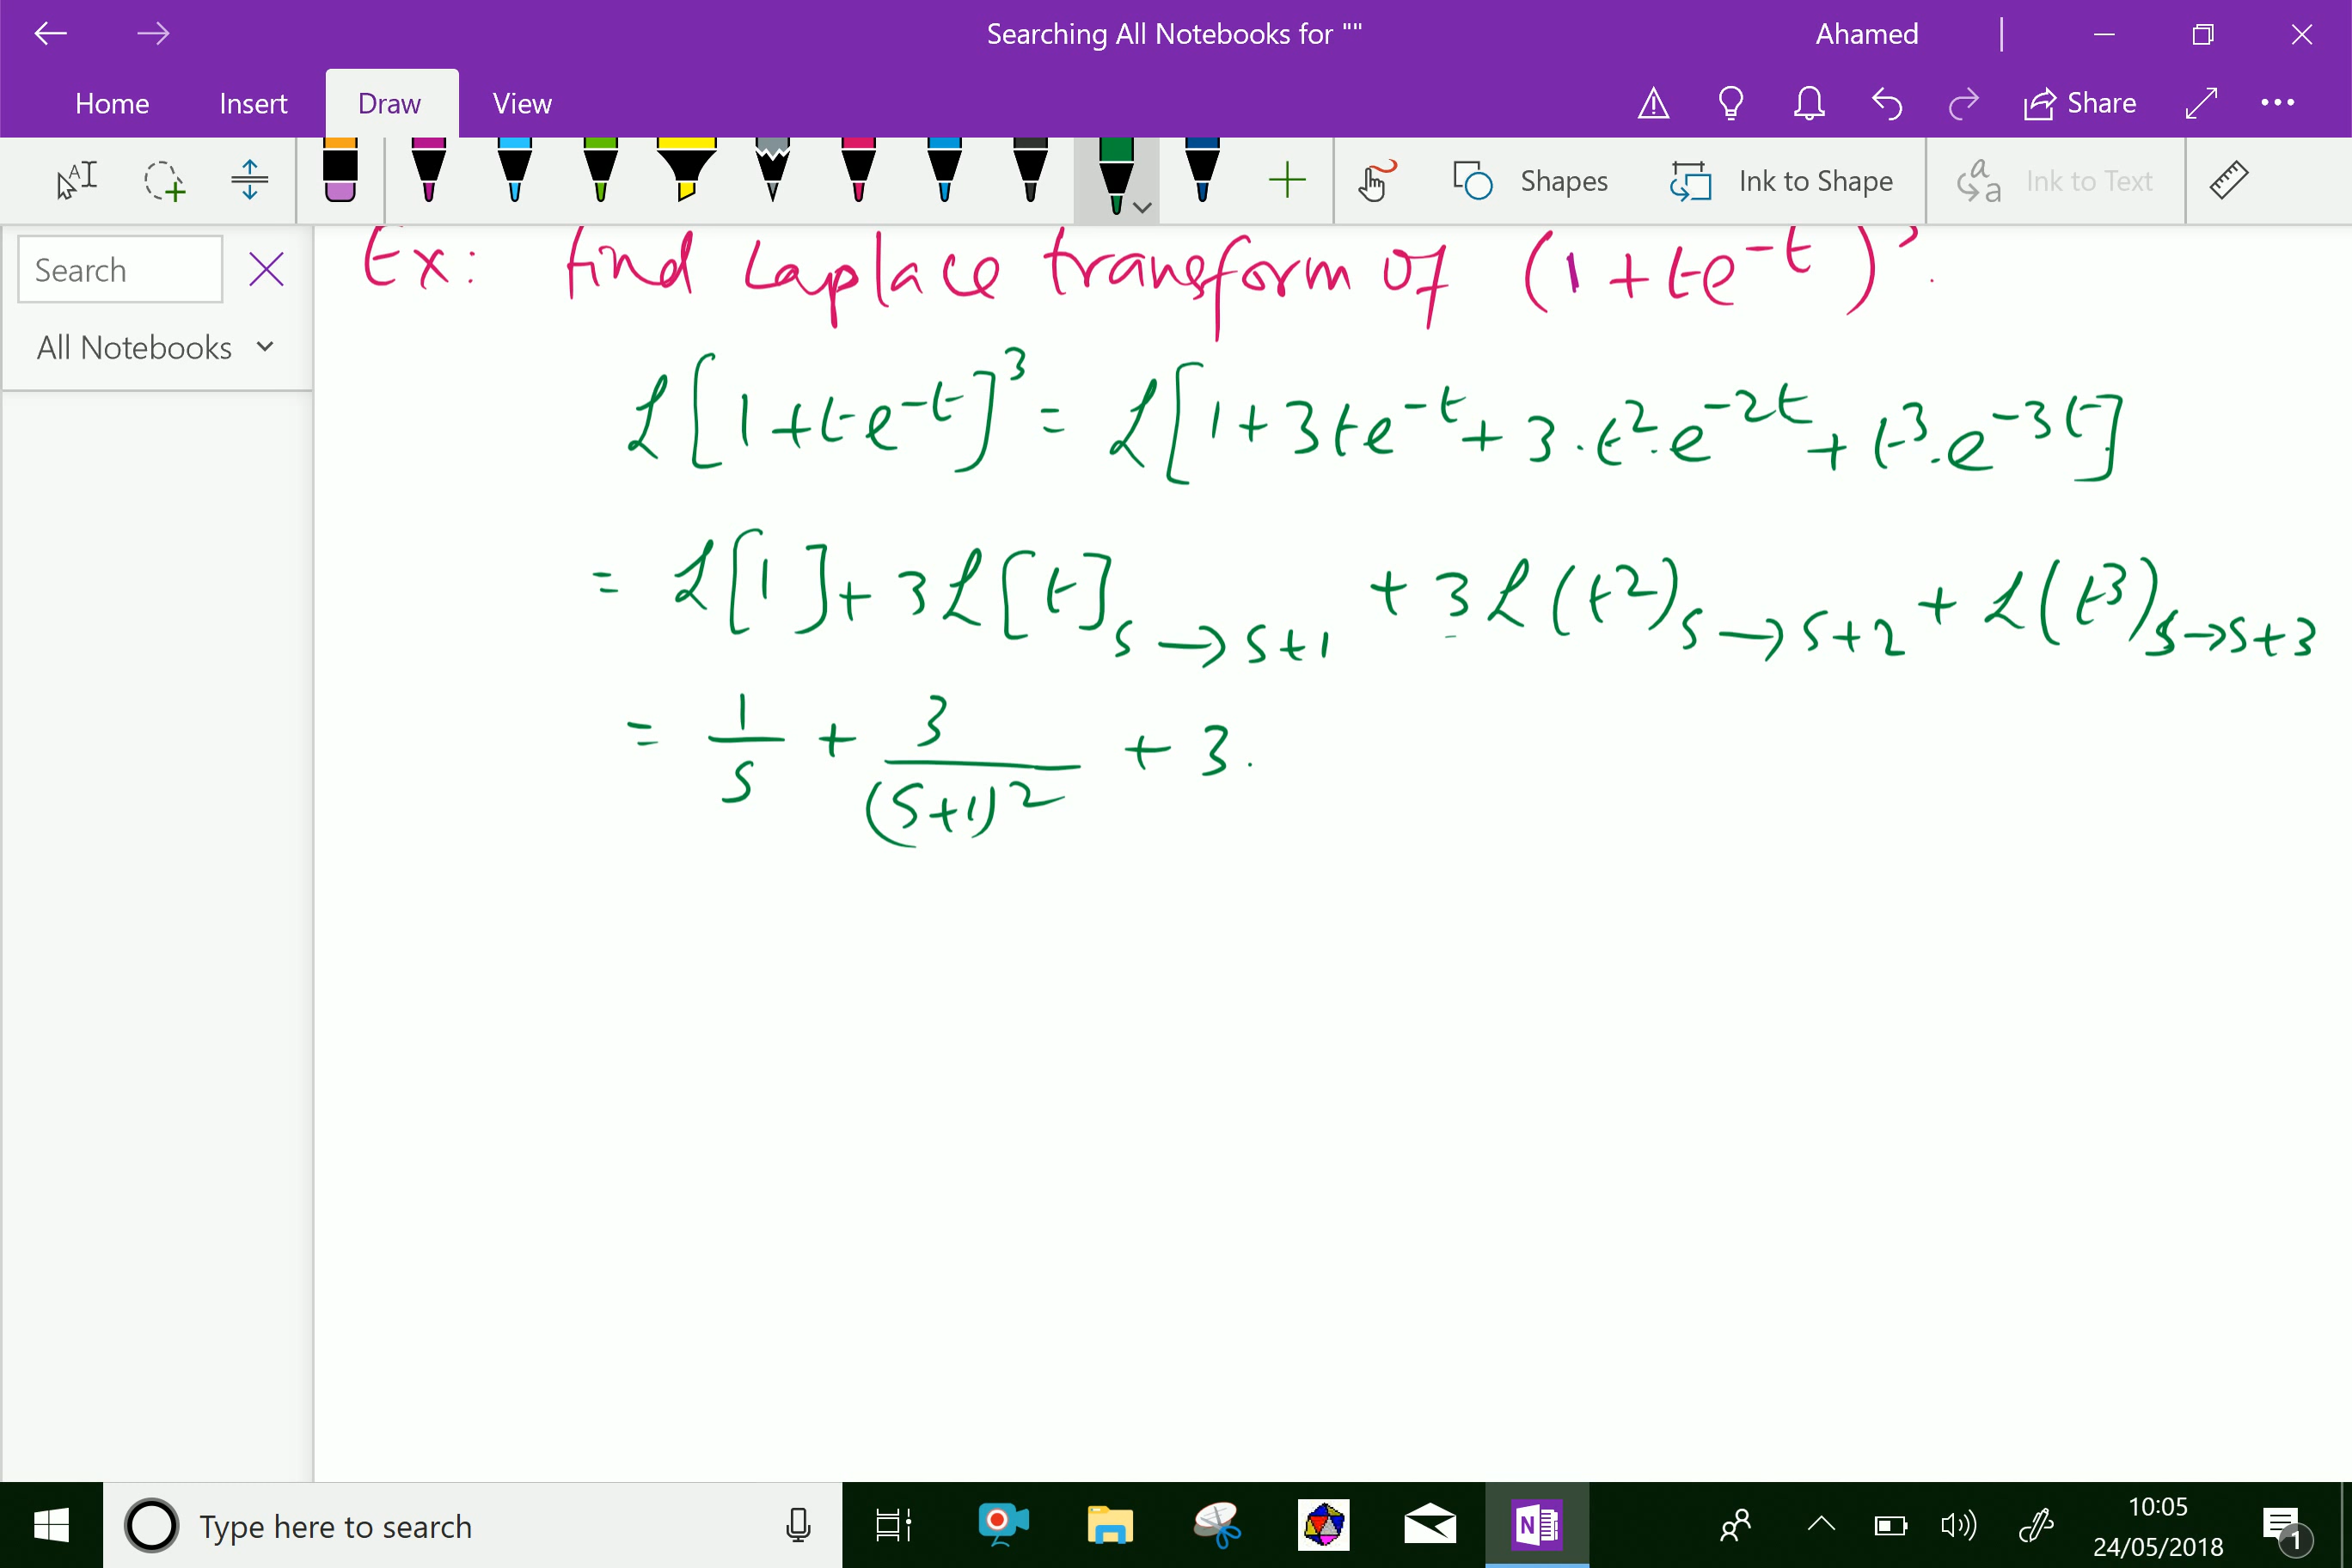 Searching All Notebooks for ""
Ahamed
Home Insert Draw View
Share
Shapes Ink to Shape Ink to Text
Search
All Notebooks
Ex: find Laplace transform of (1+te^-t)^3.
L[1+te^-t]^3 = L[1+3te^-t+3.t^2.e^-2t+t^3.e^-3t]
= L[1]+3L[t]s→s+1 +3L(t^2)s→s+2+L(t^3)s→s+3
= 1/s + 3/(s+1)^2 + 3.
Type here to search
10:05
24/05/2018
1